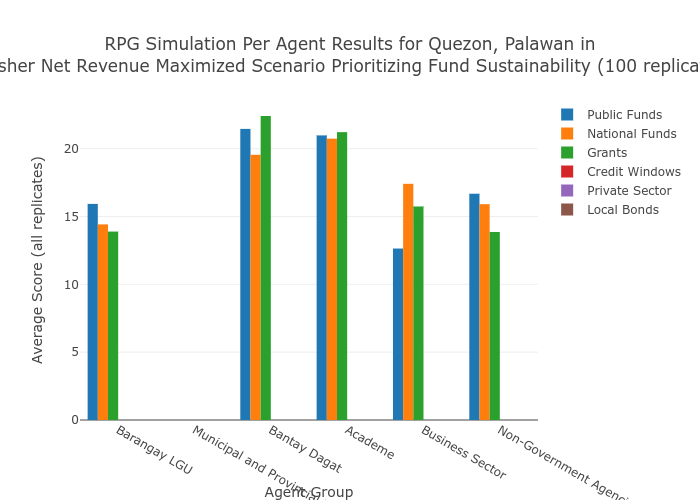 RPG Simulation Per Agent Results for Quezon, Palawan in
sher Net Revenue Maximized Scenario Prioritizing Fund Sustainability (100 replica
Public Funds
National Funds
Grants
Credit Windows
Private Sector
Local Bonds
Average Score (all replicates)
20
15
10
5
0
Barangay LGU
Municipal and Provincial
Bantay Dagat
Academe
Business Sector
Non-Government Agenci
Agent Group